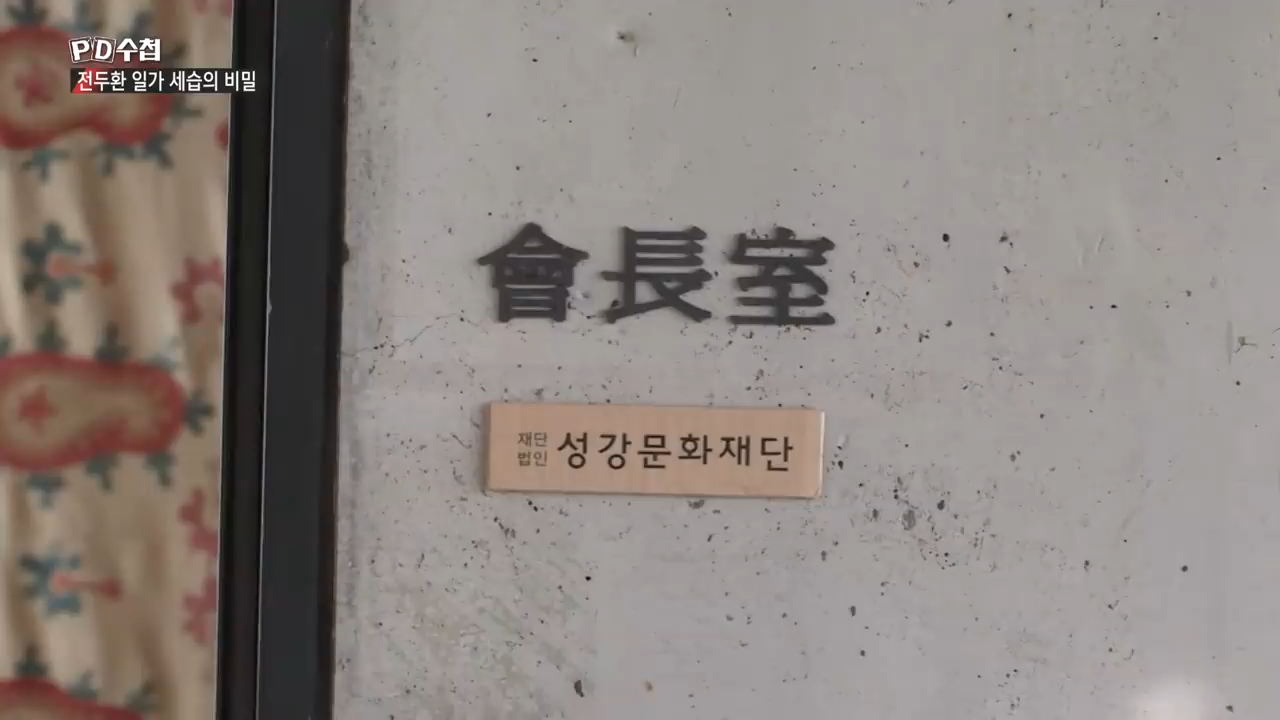 PD수첩
전두환 일가 세습의 비밀
會長室
재단
법인
성강문화재단